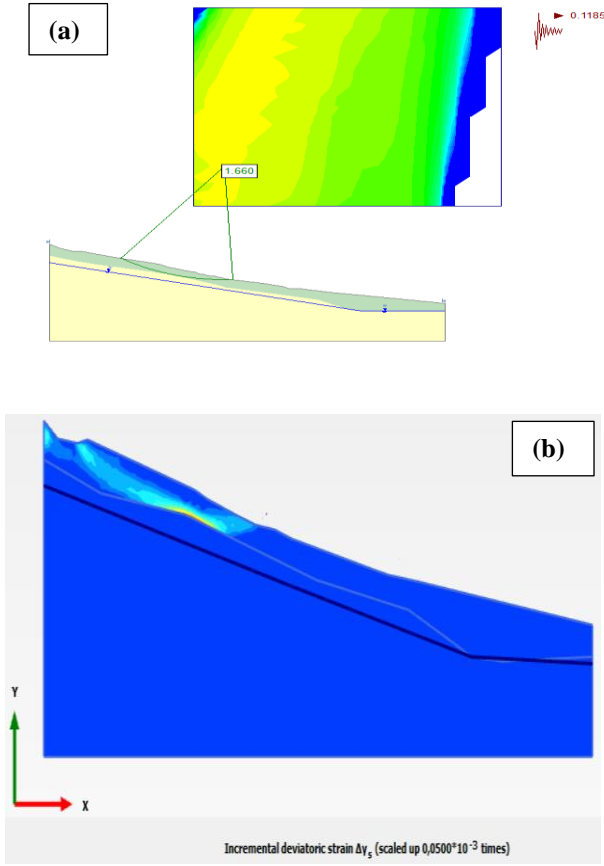 (a)
0.1185
1.660
(b)
Y
X
Incremental deviatoric strain Δγs (scaled up 0,0500*10-3 times)